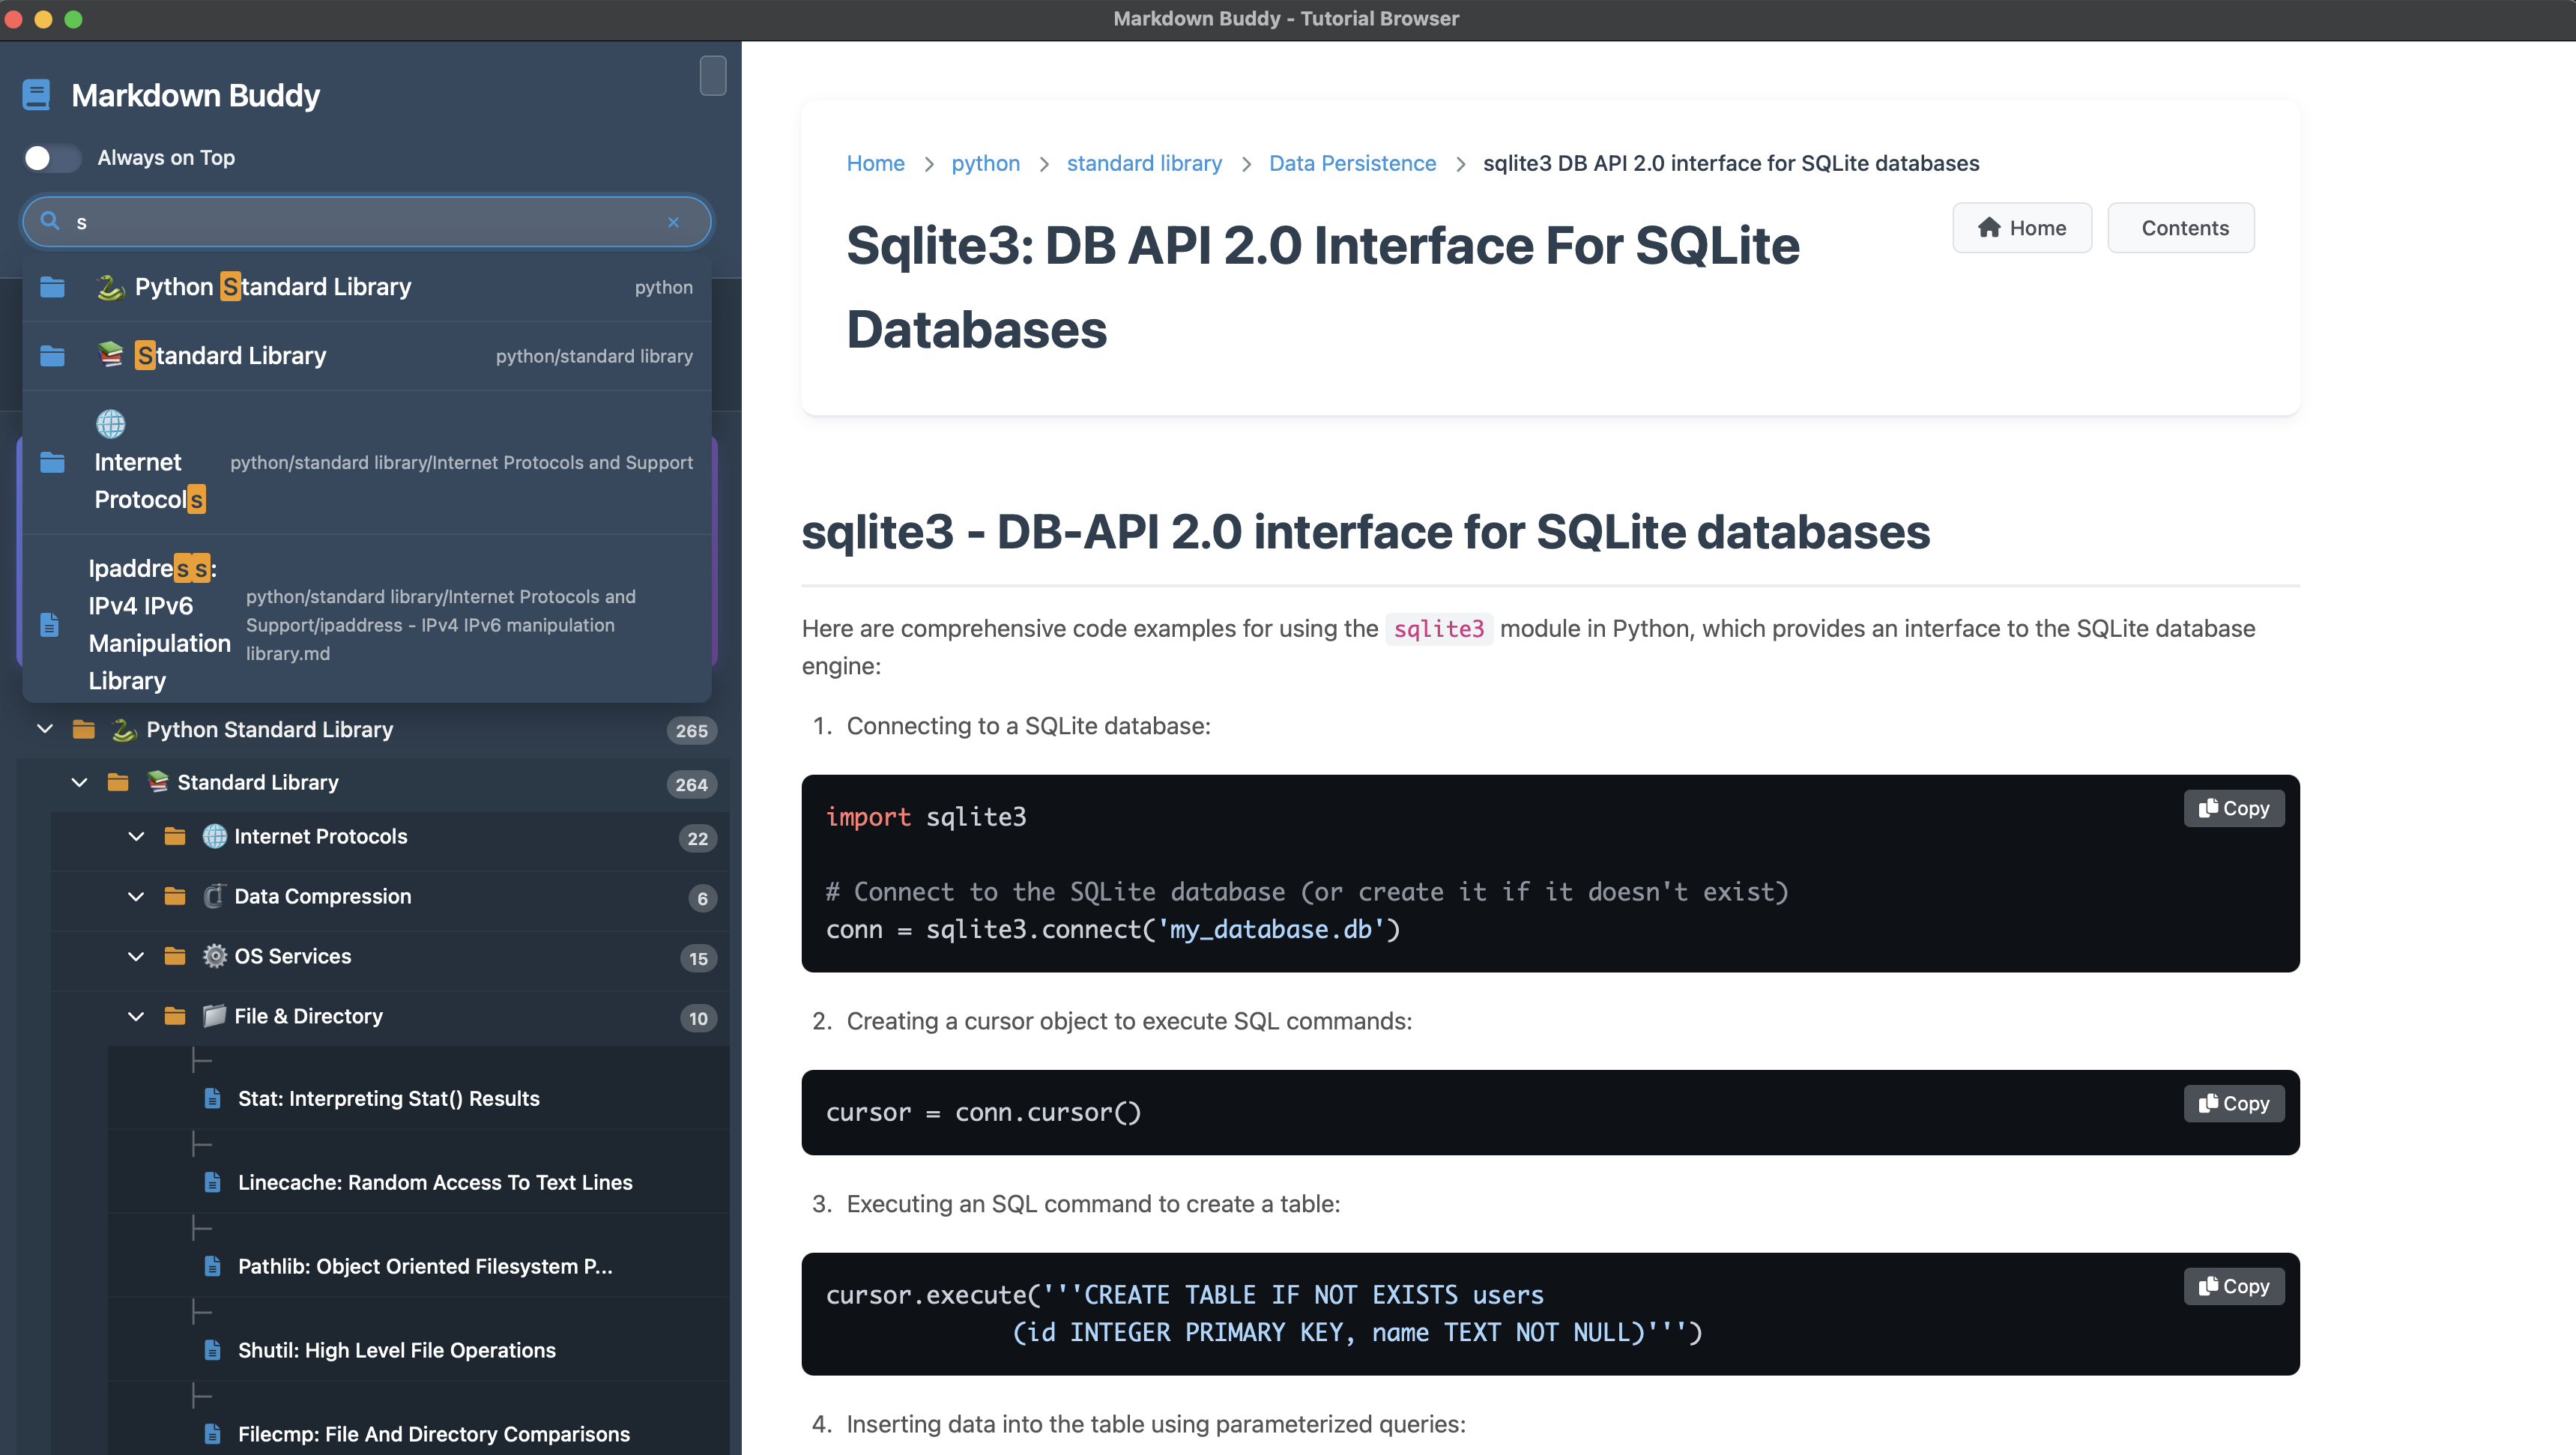 Markdown Buddy - Tutorial Browser
Markdown Buddy
Always on Top
s
Python Standard Library python
Standard Library python/standard library
Internet
Protocols
python/standard library/Internet Protocols and Support
Ipaddress:
IPv4 IPv6
Manipulation
Library
python/standard library/Internet Protocols and
Support/ipaddress - IPv4 IPv6 manipulation
library.md
Python Standard Library 265
Standard Library 264
Internet Protocols 22
Data Compression 6
OS Services 15
File & Directory 10
Stat: Interpreting Stat() Results
Linecache: Random Access To Text Lines
Pathlib: Object Oriented Filesystem P...
Shutil: High Level File Operations
Filecmp: File And Directory Comparisons
Home > python > standard library > Data Persistence > sqlite3 DB API 2.0 interface for SQLite databases
Sqlite3: DB API 2.0 Interface For SQLite
Databases
Home
Contents
sqlite3 - DB-API 2.0 interface for SQLite databases
Here are comprehensive code examples for using the sqlite3 module in Python, which provides an interface to the SQLite database
engine:
1. Connecting to a SQLite database:
Copy
import sqlite3
# Connect to the SQLite database (or create it if it doesn't exist)
conn = sqlite3.connect('my_database.db')
2. Creating a cursor object to execute SQL commands:
Copy
cursor = conn.cursor()
3. Executing an SQL command to create a table:
Copy
cursor.execute('''CREATE TABLE IF NOT EXISTS users
(id INTEGER PRIMARY KEY, name TEXT NOT NULL)''')
4. Inserting data into the table using parameterized queries: